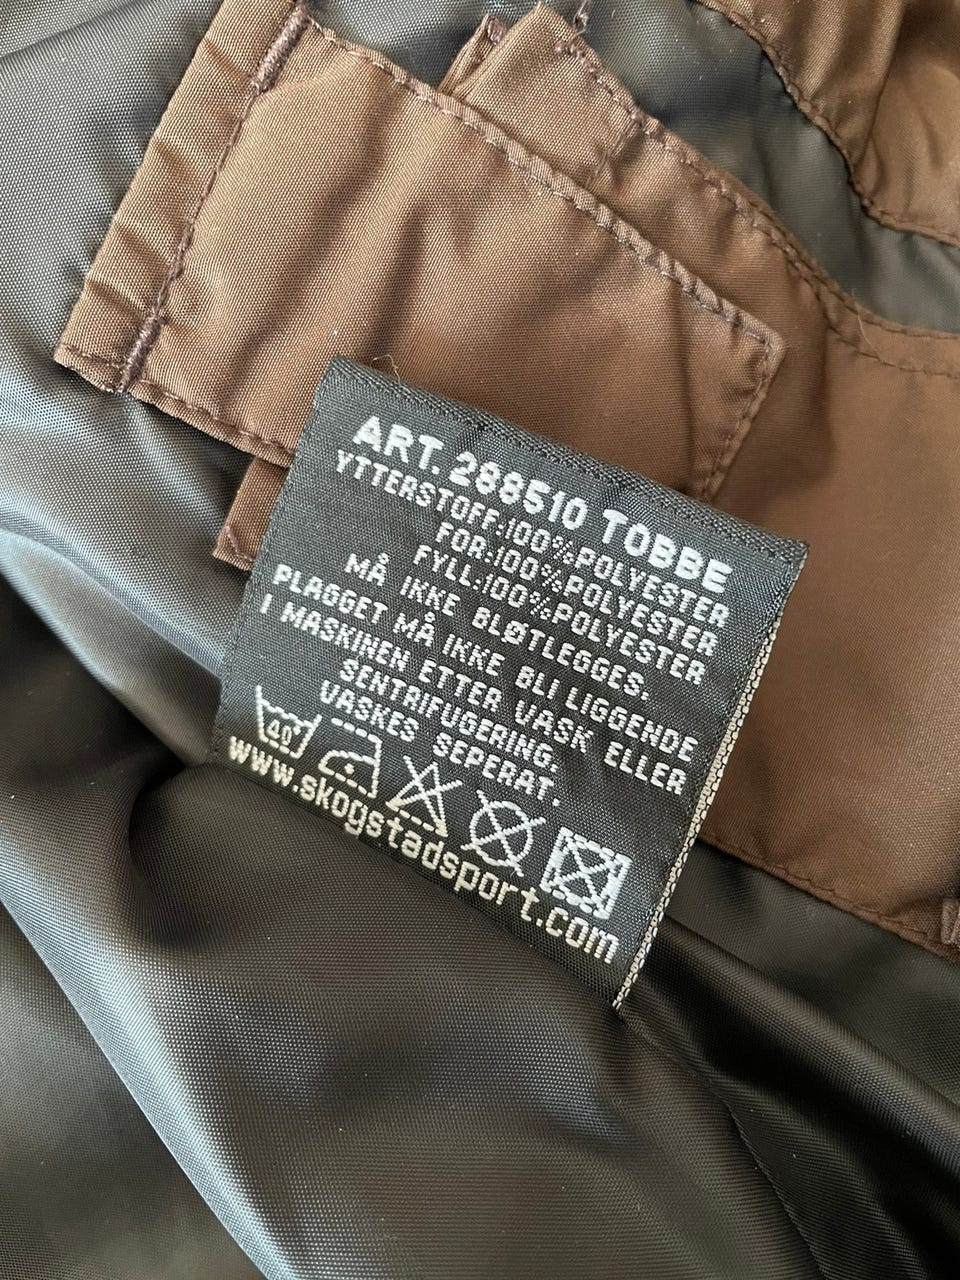 ART. 288510 TOBBE
YTTERSTOFF:100%POLYESTER
FOR:100%POLYESTER
FYLL:100%POLYESTER
MÅ IKKE BLØTLEGGES.
PLAGGET MÅ IKKE BLI LIGGENDE
I MASKINEN ETTER VASK ELLER
SENTRIFUGERING.
VASKES SEPERAT.
40°
www.skogstadsport.com